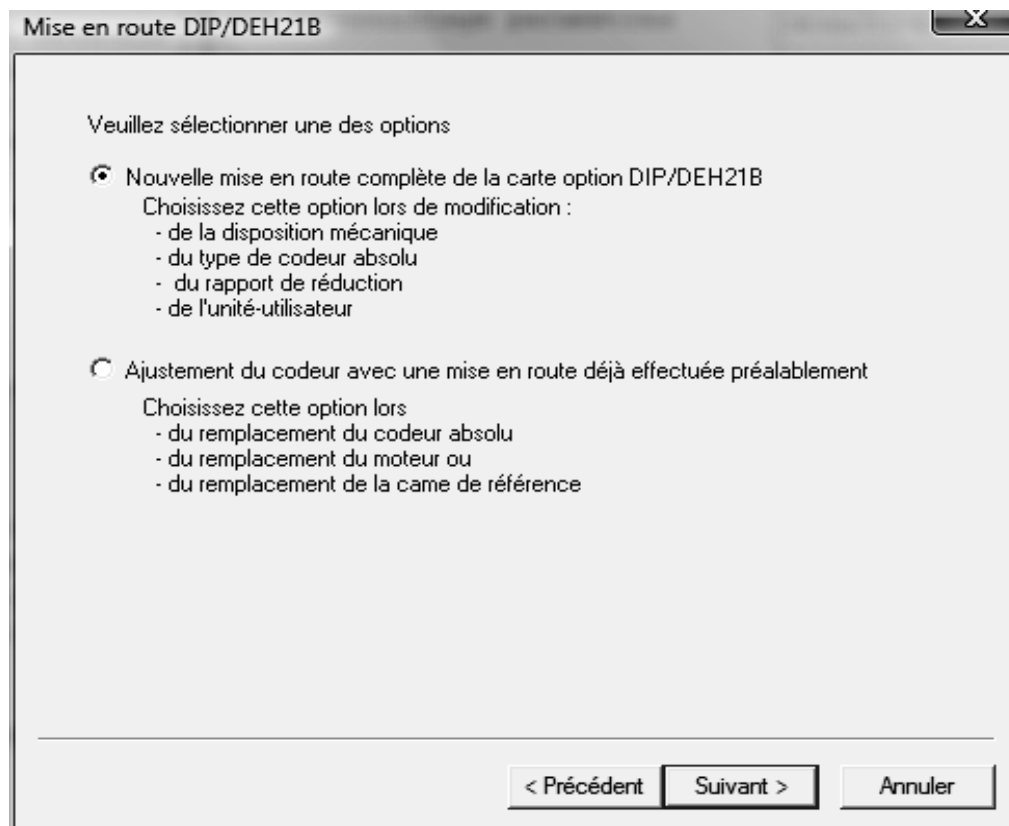 Mise en route DIP/DEH21B
Veuillez sélectionner une des options
Nouvelle mise en route complète de la carte option DIP/DEH21B
Choisissez cette option lors de modification :
- de la disposition mécanique
- du type de codeur absolu
- du rapport de réduction
- de l'unité-utilisateur
Ajustement du codeur avec une mise en route déjà effectuée préalablement
Choisissez cette option lors
- du remplacement du codeur absolu
- du remplacement du moteur ou
- du remplacement de la came de référence
< Précédent Suivant > Annuler